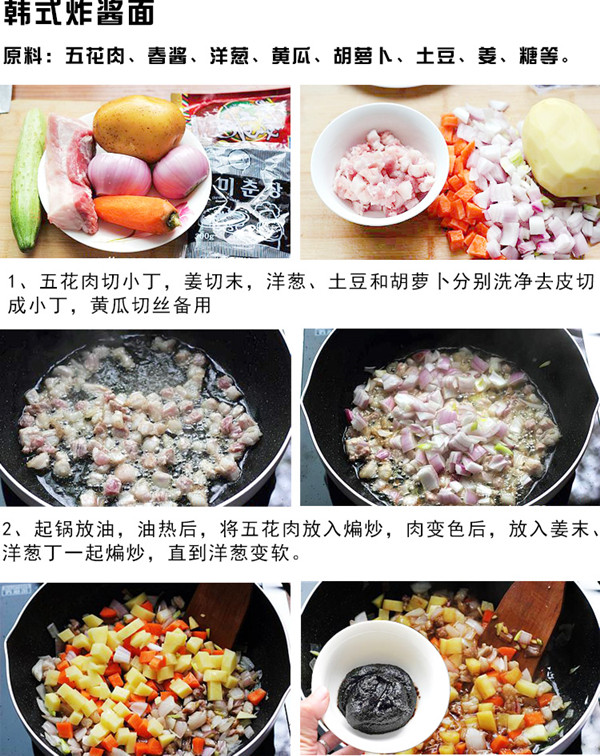 韩式炸酱面
原料：五花肉、春酱、洋葱、黄瓜、胡萝卜、土豆、姜、糖等。
미춘장
1、五花肉切小丁，姜切末，洋葱、土豆和胡萝卜分别洗净去皮切
成小丁，黄瓜切丝备用
2、起锅放油，油热后，将五花肉放入煸炒，肉变色后，放入姜末、
洋葱丁一起煸炒，直到洋葱变软。